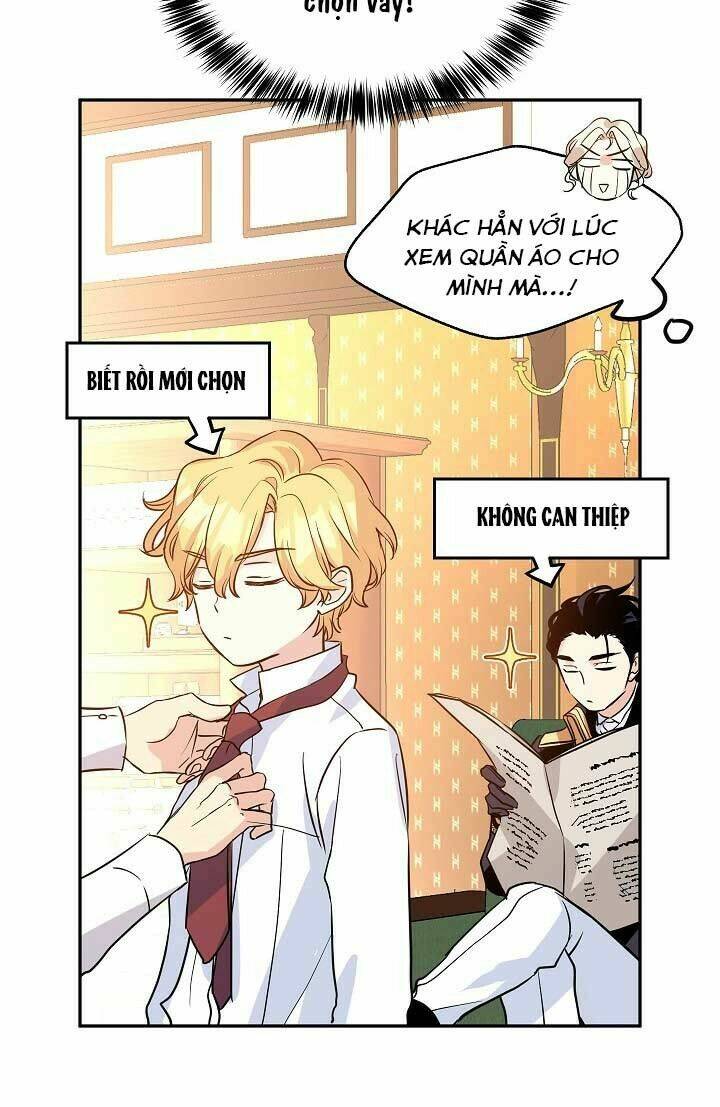 chọn vậy!
KHÁC HẲN VỚI LÚC
XEM QUẦN ÁO CHO
MÌNH MÀ...!
BIẾT RỒI MỚI CHỌN
KHÔNG CAN THIỆP